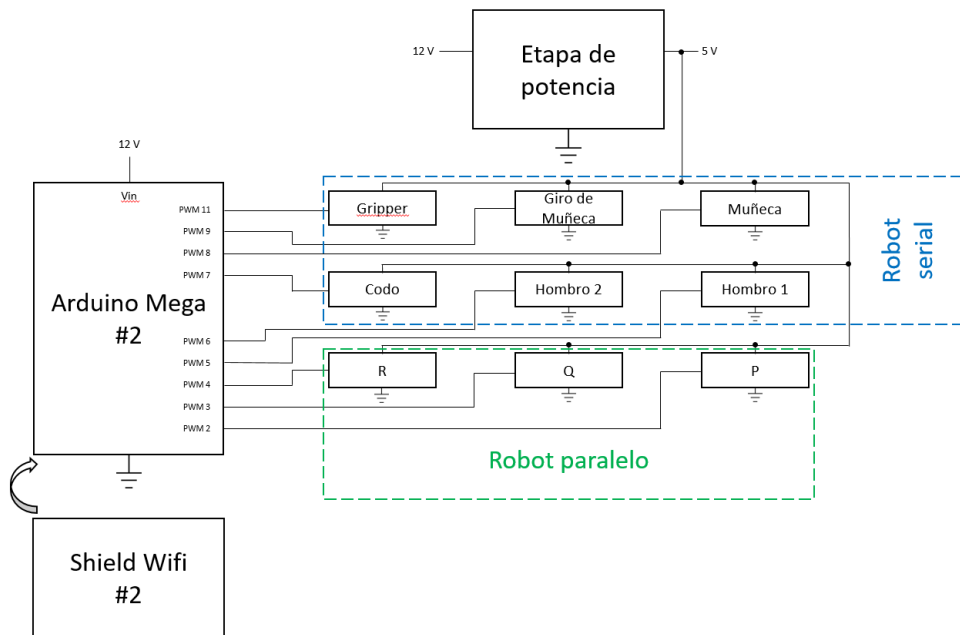 12 V
Etapa de
potencia
5 V
12 V
Vin
PWM 11
PWM 9
PWM 8
PWM 7
Arduino Mega
#2
PWM 6
PWM 5
PWM 4
PWM 3
PWM 2
Gripper
Giro de
Muñeca
Muñeca
Codo
Hombro 2
Hombro 1
Robot
serial
R
Q
P
Robot paralelo
Shield Wifi
#2